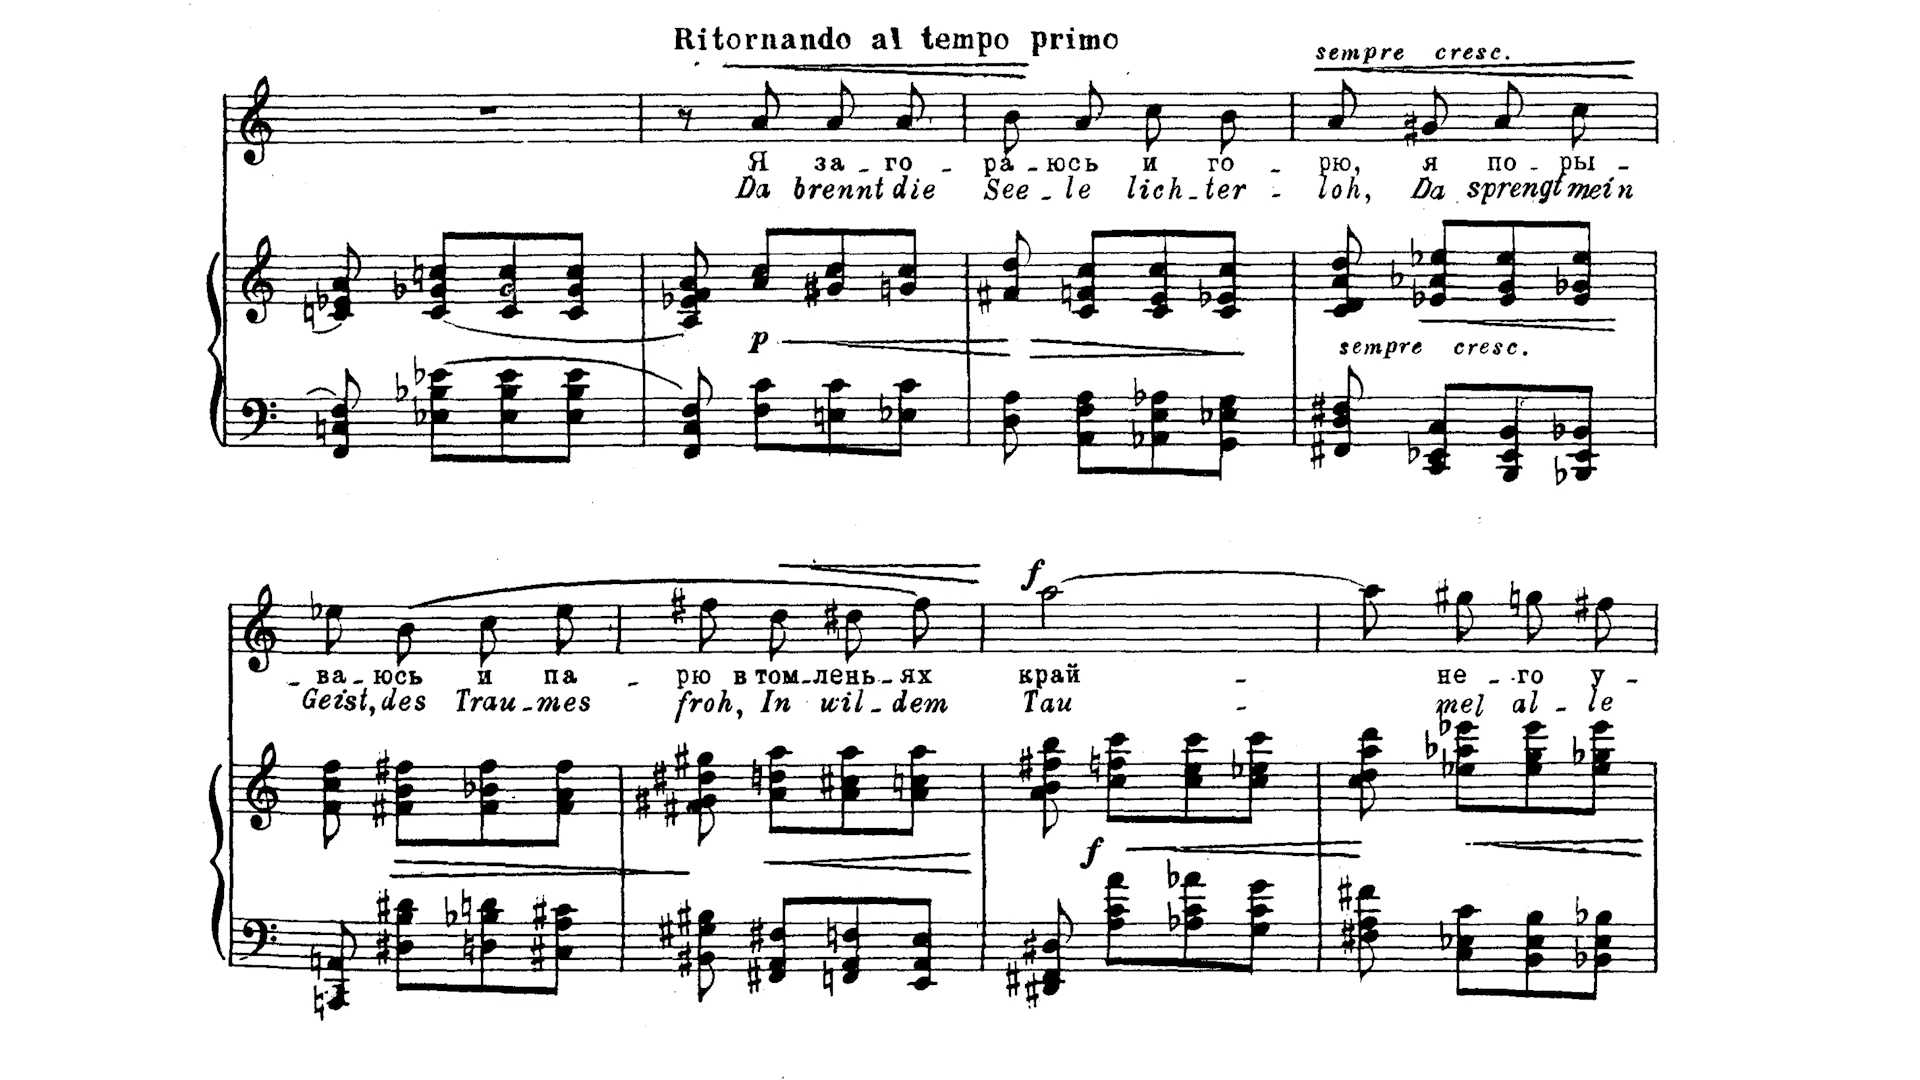 Ritornando al tempo primo
sempre cresc.
Я за - го - ра - юсь и го - рю, я по - ры -
Da brennt die See - le lich - ter - loh, Da sprengt mein
p
sempre cresc.
f
- ва - юсь и па - рю в том - лень - ях край - не - го у -
Geist, des Trau - mes froh, In wil - dem Tau - mel al - le
f